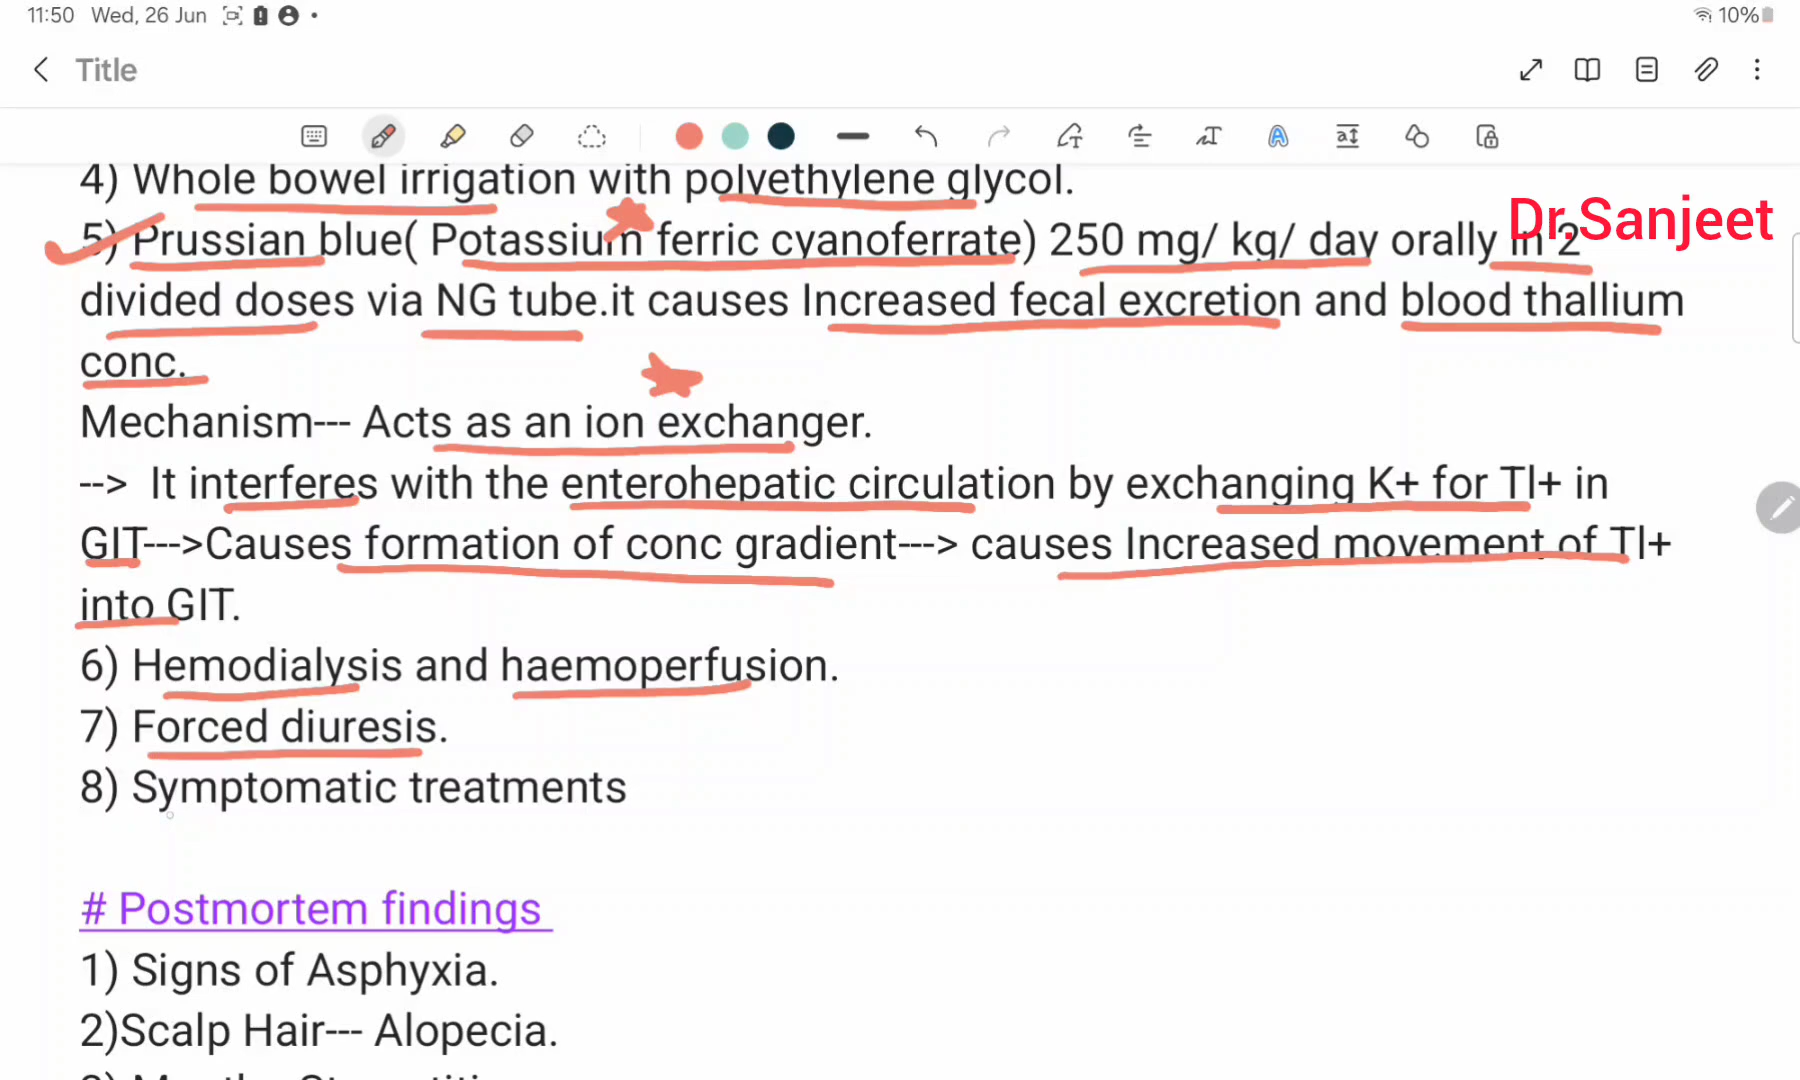 11:50 Wed, 26 Jun 10%
Title
4) Whole bowel irrigation with polyethylene glycol.
5) Prussian blue( Potassium ferric cyanoferrate) 250 mg/ kg/ day orally in 2
Dr.Sanjeet
divided doses via NG tube.it causes Increased fecal excretion and blood thallium
conc.
Mechanism--- Acts as an ion exchanger.
--> It interferes with the enterohepatic circulation by exchanging K+ for Tl+ in
GIT--->Causes formation of conc gradient---> causes Increased movement of Tl+
into GIT.
6) Hemodialysis and haemoperfusion.
7) Forced diuresis.
8) Symptomatic treatments
# Postmortem findings
1) Signs of Asphyxia.
2)Scalp Hair--- Alopecia.